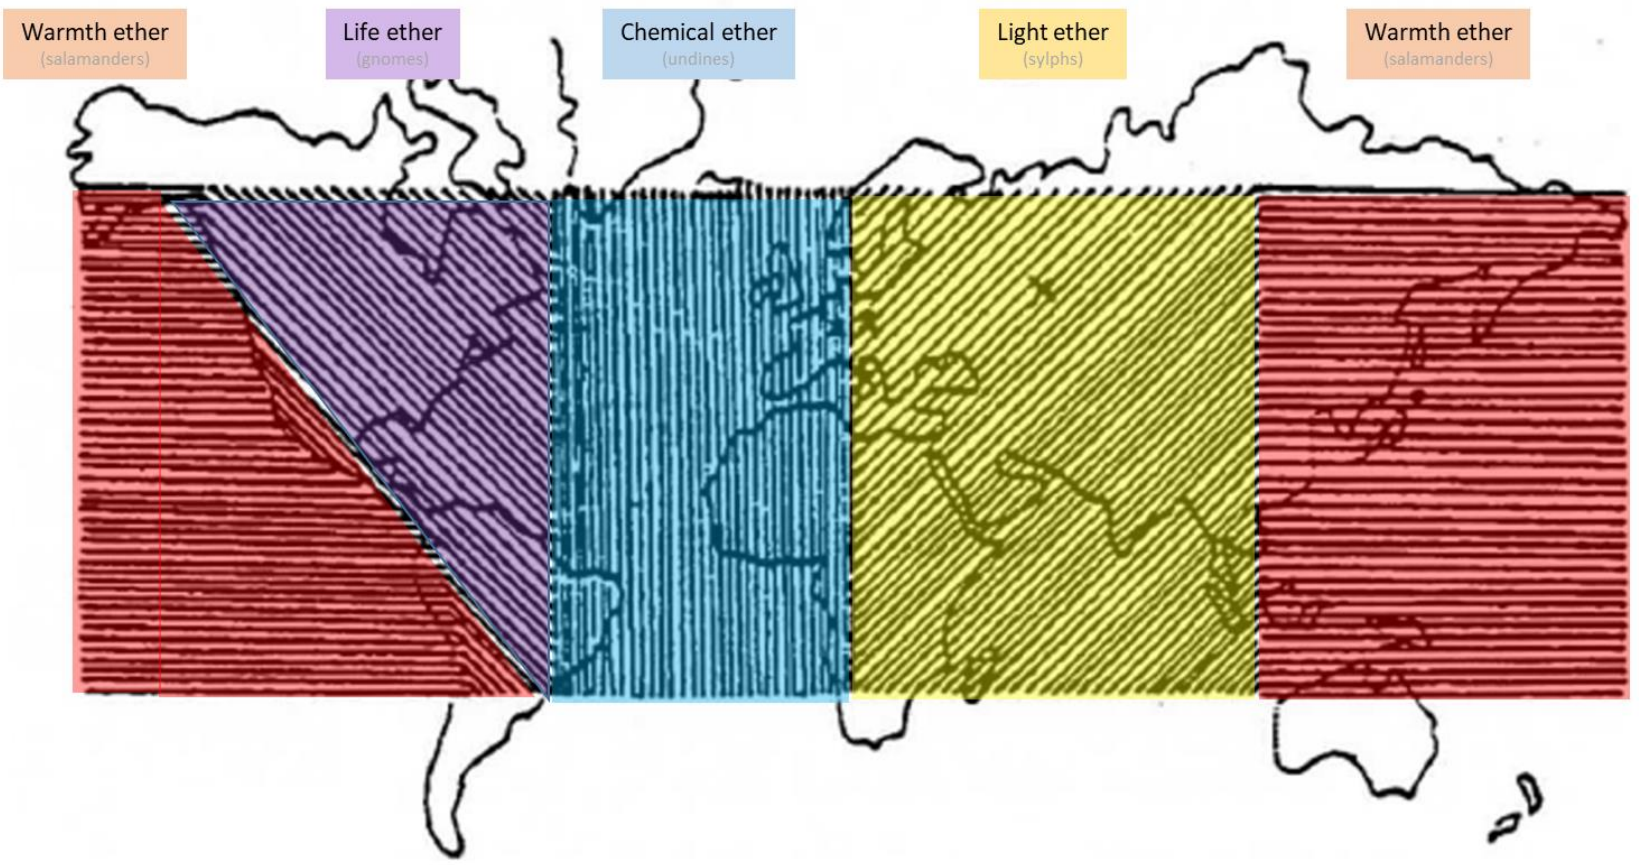 Warmth ether
(salamanders)
Life ether
(gnomes)
Chemical ether
(undines)
Light ether
(sylphs)
Warmth ether
(salamanders)